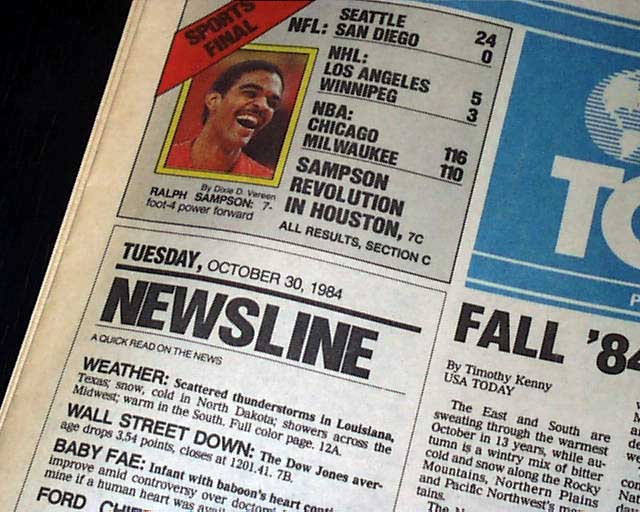 SPORTS
FINAL
NFL: SEATTLE 24
SAN DIEGO 0
NHL:
LOS ANGELES 5
WINNIPEG 3
NBA:
CHICAGO 116
MILWAUKEE 110
SAMPSON
REVOLUTION
IN HOUSTON, 7C
ALL RESULTS, SECTION C
By Dixie D. Vereen
RALPH SAMPSON: 7-
foot-4 power forward
TUESDAY, OCTOBER 30, 1984
NEWSLINE
A QUICK READ ON THE NEWS
WEATHER: Scattered thunderstorms in Louisiana,
Texas; snow, cold in North Dakota; showers across the
Midwest; warm in the South. Full color page. 12A.
WALL STREET DOWN: The Dow Jones aver-
age drops 3.54 points, closes at 1201.41. 7B.
BABY FAE: Infant with baboon's heart
improve amid controversy over
mine if a human heart was
FORD
TO
FALL '84
By Timothy Kenny
USA TODAY
The East and South are
sweating through the warmest
October in 13 years, while au-
tumn is a wintry mix of bitter
cold and snow along the Rocky
Mountains, Northern Plains
and Pacific Northwest's
tains.